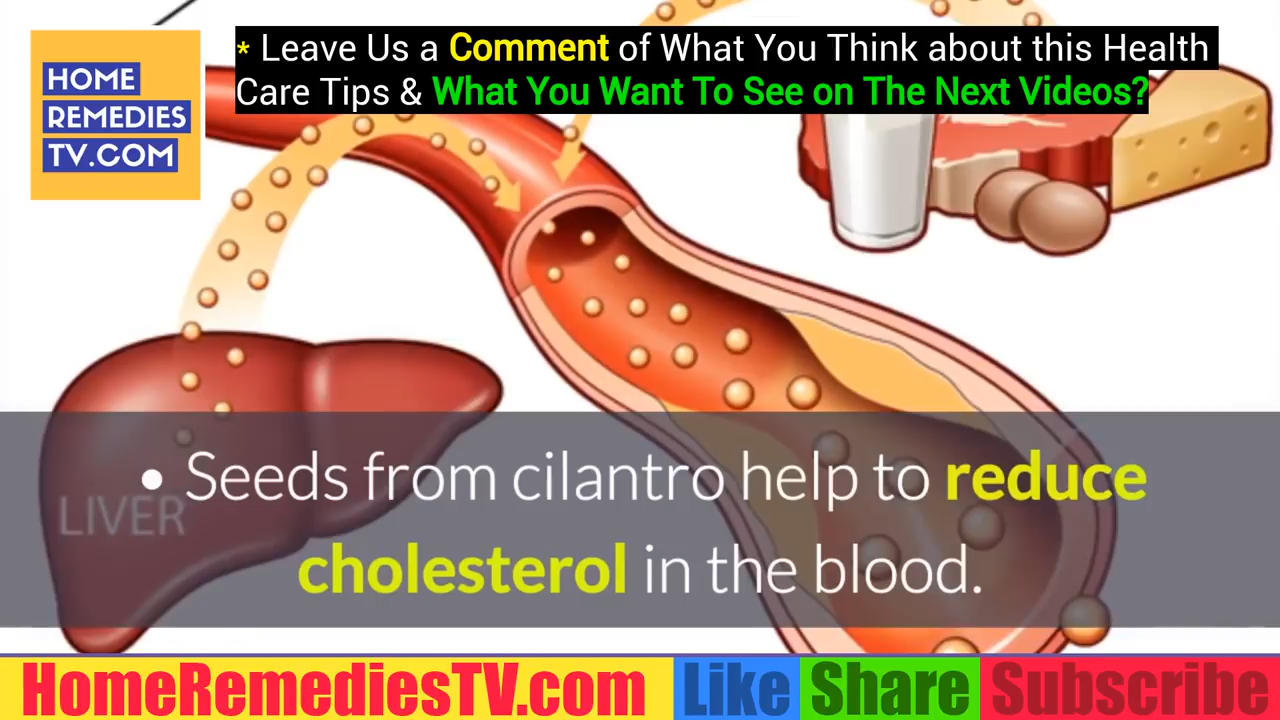 HOME
REMEDIES
TV.COM
* Leave Us a Comment of What You Think about this Health
Care Tips & What You Want To See on The Next Videos?
• Seeds from cilantro help to reduce
cholesterol in the blood.
LIVER
HomeRemediesTV.com Like Share Subscribe